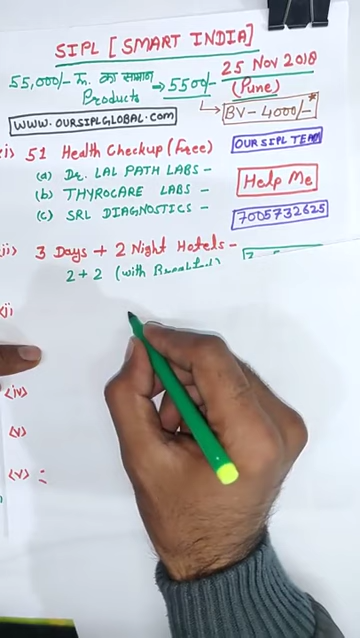 SIPL [SMART INDIA]
25 Nov 2018
55,000/- रु. का सामान → 5500/- (Pune)
Products
BV - 4000/-*
WWW.OURSIPLGLOBAL.COM
(i) 51 Health Checkup (Free)
OUR SIPL TEAM
(a) Dr. LAL PATH LABS -
(b) THYROCARE LABS -
Help Me
(c) SRL DIAGNOSTICS -
7005732625
(ii) 3 Days + 2 Night Hotels -
2+2 (with
<iv>
<v>
<v> :